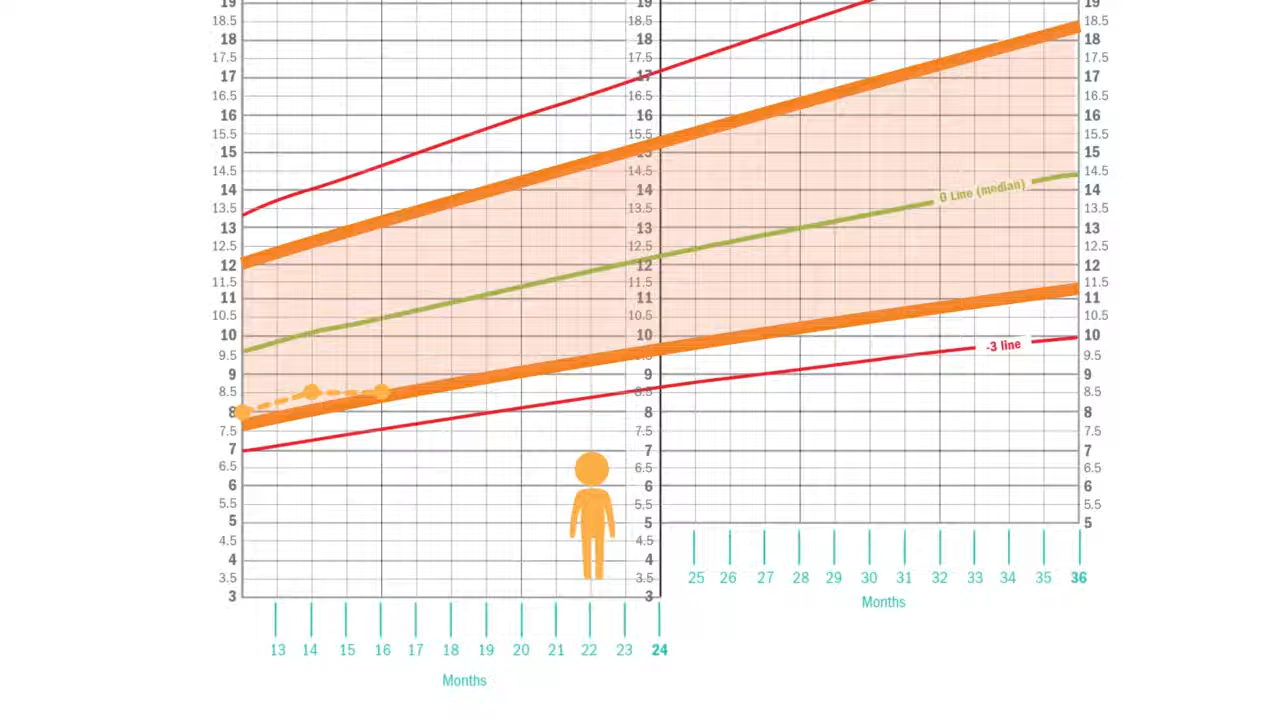 19 19 19
18.5 18.5 18.5
18 18 18
17.5 17.5 17.5
17 17 17
16.5 16.5 16.5
16 16 16
15.5 15.5 15.5
15 15 15
14.5 14.5 14.5
14 14 0 Line (median) 14
13.5 13.5 13.5
13 13 13
12.5 12.5 12.5
12 12 12
11.5 11.5 11.5
11 11 11
10.5 10.5 10.5
10 10 10
9.5 9.5 -3 line 9.5
9 9 9
8.5 8.5 8.5
8 8 8
7.5 7.5 7.5
7 7 7
6.5 6.5 6.5
6 6 6
5.5 5.5 5.5
5 5 5
4.5 4.5
4 4
3.5 3.5
3 3
25 26 27 28 29 30 31 32 33 34 35 36
Months
13 14 15 16 17 18 19 20 21 22 23 24
Months